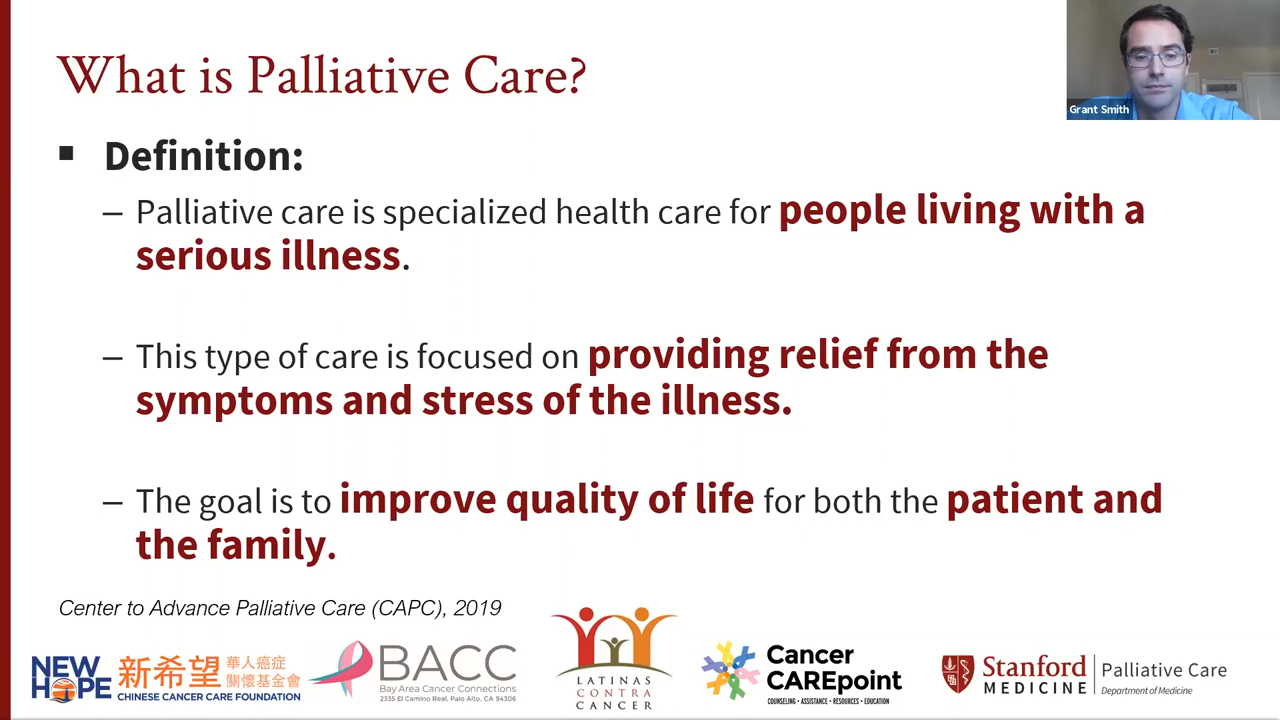 What is Palliative Care?
Grant Smith
▪ Definition:
– Palliative care is specialized health care for people living with a
serious illness.
– This type of care is focused on providing relief from the
symptoms and stress of the illness.
– The goal is to improve quality of life for both the patient and
the family.
Center to Advance Palliative Care (CAPC), 2019
NEW
HOPE
新希望
華人癌症
關懷基金會
CHINESE CANCER CARE FOUNDATION
BACC
Bay Area Cancer Connections
2335 El Camino Real, Palo Alto, CA 94306
LATINAS
CONTRA
CANCER
Cancer
CAREpoint
COUNSELING • ASSISTANCE • RESOURCES • EDUCATION
Stanford
MEDICINE
Palliative Care
Department of Medicine